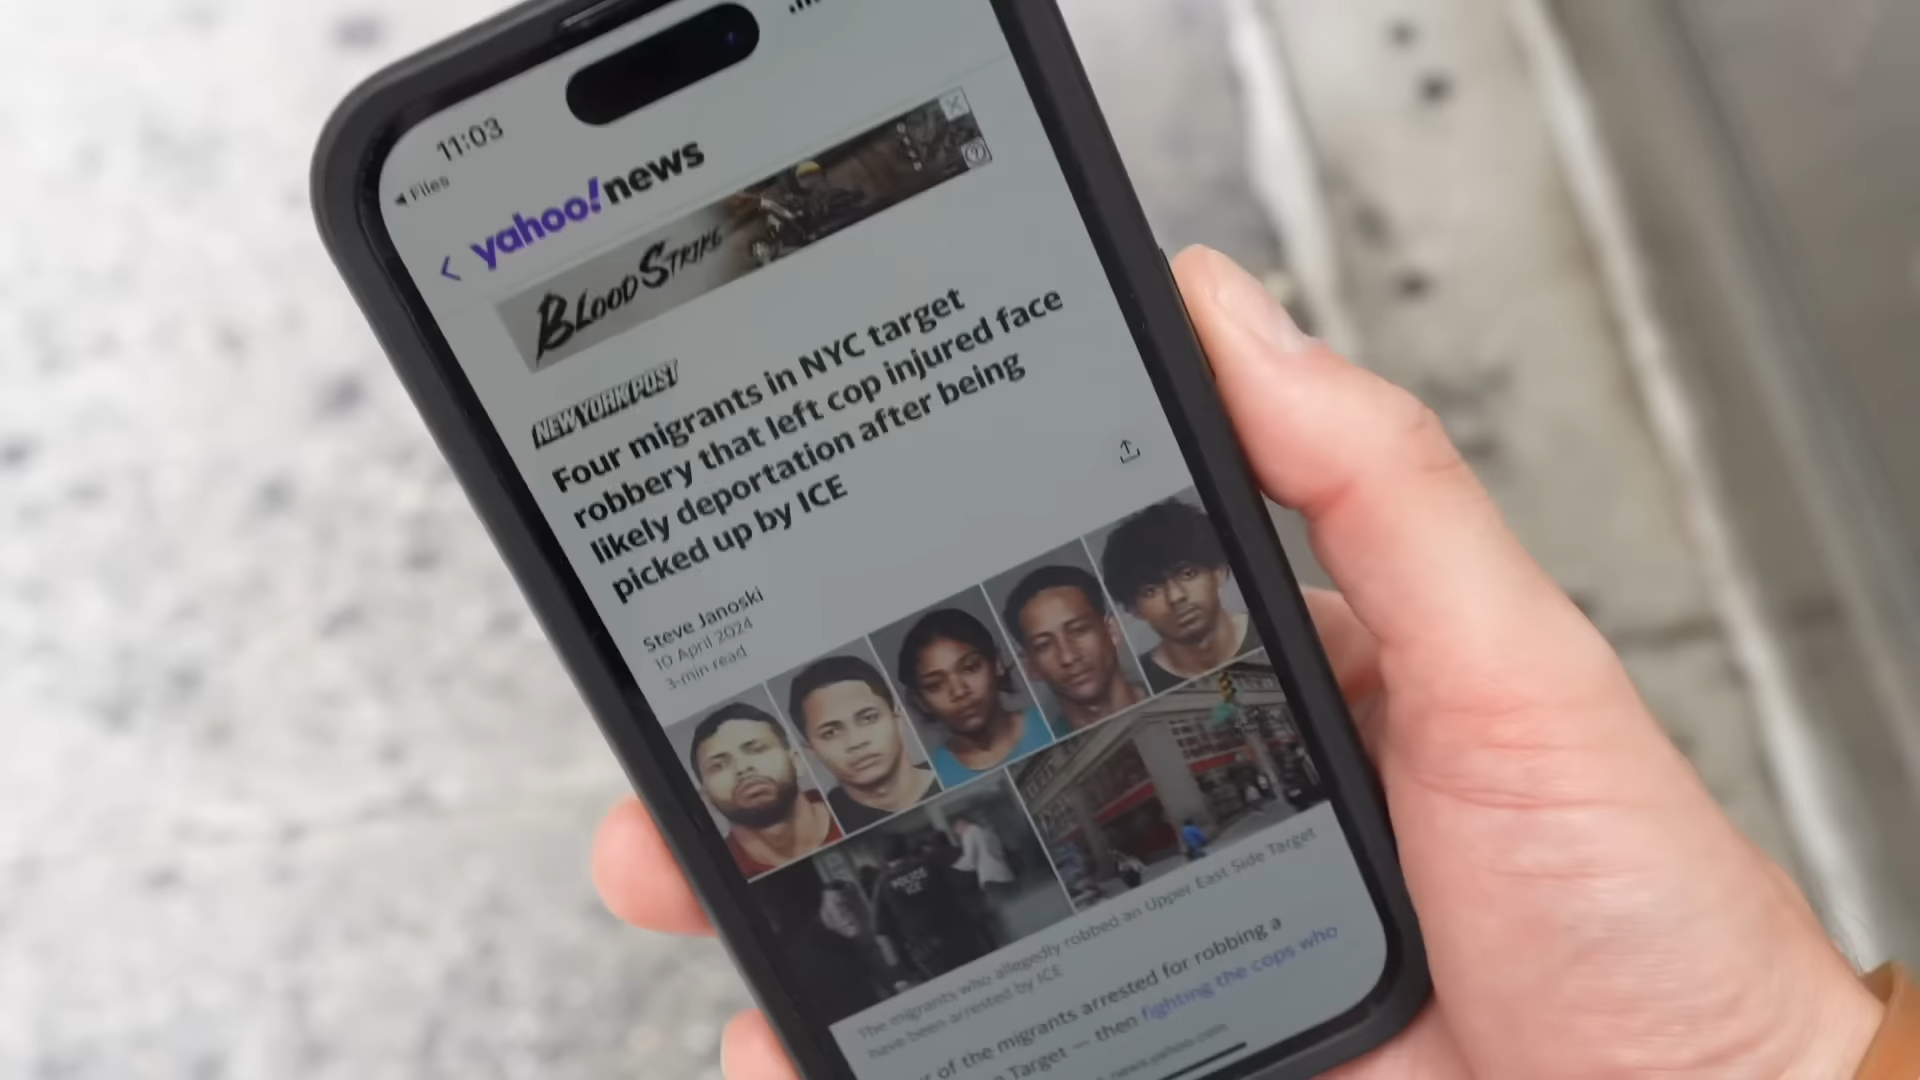 11:03
◄ Files
yahoo!news
BLOOD STRIKE
NEW YORK POST
Four migrants in NYC target
robbery that left cop injured face
likely deportation after being
picked up by ICE
Steve Janoski
10 April 2024
3-min read
POLICE
ICE
The migrants who allegedly robbed an Upper East Side Target
have been arrested by ICE
of the migrants arrested for robbing a
Target — then fighting the cops who
news.yahoo.com